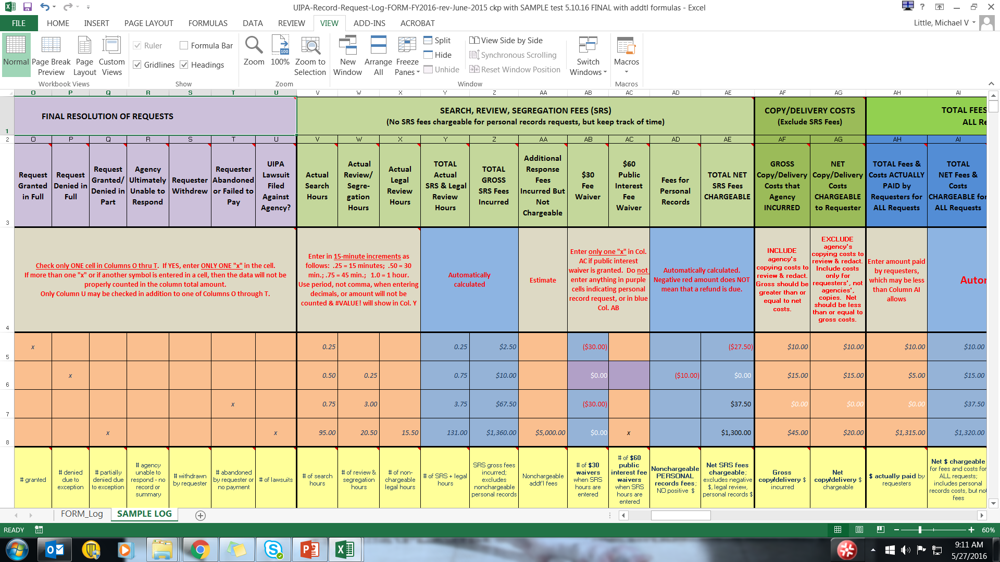 UIPA-Record-Request-Log-FORM-FY2016-rev-June-2015 ckp with SAMPLE test 5.10.16 FINAL with addtl formulas - Excel
FILE HOME INSERT PAGE LAYOUT FORMULAS DATA REVIEW VIEW ADD-INS ACROBAT
Little, Michael V
Normal
Page Break
Preview
Page
Layout
Custom
Views
Workbook Views
Ruler
Formula Bar
Gridlines
Headings
Show
Zoom
100%
Zoom to
Selection
Zoom
New
Window
Arrange
All
Freeze
Panes
Split
Hide
Unhide
View Side by Side
Synchronous Scrolling
Reset Window Position
Window
Switch
Windows
Macros
Macros
O P Q R S T U V W X Y Z AA AB AC AD AE AF AG AH AI
1
FINAL RESOLUTION OF REQUESTS
SEARCH, REVIEW, SEGREGATION FEES (SRS)
(No SRS fees chargeable for personal records requests, but keep track of time)
COPY/DELIVERY COSTS
(Exclude SRS Fees)
TOTAL FEES
ALL Re
2 O P Q R S T U V W X Y Z AA AB AC AD AE AF AG AH AI
3
Request
Granted
in Full
Request
Denied in
Full
Request
Granted/
Denied in
Part
Agency
Ultimately
Unable to
Respond
Requester
Withdrew
Requester
Abandoned
or Failed to
Pay
UIPA
Lawsuit
Filed
Against
Agency?
Actual
Search
Hours
Actual
Review/
Segre-
gation
Hours
Actual
Legal
Review
Hours
TOTAL
Actual
SRS & Legal
Review
Hours
TOTAL
GROSS
SRS Fees
Incurred
Additional
Response
Fees
Incurred But
Not
Chargeable
$30
Fee
Waiver
$60
Public
Interest
Fee
Waiver
Fees for
Personal
Records
TOTAL NET
SRS Fees
CHARGEABLE
GROSS
Copy/Delivery
Costs that
Agency
INCURRED
NET
Copy/Delivery
Costs
CHARGEABLE
to Requester
TOTAL Fees &
Costs ACTUALLY
PAID by
Requesters for
ALL Requests
TOTAL
NET Fees &
Costs
CHARGEABLE for
ALL Requests
4
Check only ONE cell in Columns O thru T. If YES, enter ONLY ONE "x" in the cell.
If more than one "x" or if another symbol is entered in a cell, then the data will not be
properly counted in the column total amount.
Only Column U may be checked in addition to one of Columns O through T.
Enter in 15-minute increments as
follows: .25 = 15 minutes; .50 = 30
min.; .75 = 45 min.; 1.0 = 1 hour.
Use period, not comma, when entering
decimals, or amount will not be
counted & #VALUE! will show in Col. Y
Automatically
calculated
Estimate
Enter only one "x" in Col.
AC if public interest
waiver is granted. Do not
enter anything in purple
cells indicating personal
record request, or in blue
Col. AB
Automatically calculated.
Negative red amount does NOT
mean that a refund is due.
INCLUDE
agency's
copying costs to
review & redact.
Gross should be
greater than or
equal to net
costs.
EXCLUDE
agency's
copying costs to
review & redact.
Include costs
only for
requesters', not
agencies',
copies. Net
should be less
than or equal to
gross costs.
Enter amount paid
by requesters,
which may be less
than Column AI
allows
Autor
5 x 0.25 0.25 $2.50 ($30.00) ($27.50) $10.00 $10.00 $10.00 $10.00
6 x 0.50 0.25 0.75 $10.00 $0.00 ($10.00) $0.00 $15.00 $15.00 $5.00 $15.00
7 x 0.75 3.00 3.75 $67.50 ($30.00) $37.50 $0.00 $0.00 $0.00 $37.50
8 x x 95.00 20.50 15.50 131.00 $1,360.00 $5,000.00 $0.00 x $1,300.00 $45.00 $20.00 $1,315.00 $1,320.00
# granted
# denied
due to
exception
# partially
denied due
to exception
# agency
unable to
respond - no
record or
summary
# withdrawn
by requester
# abandoned
by requester or
no payment
# of lawsuits
# of search
hours
# of review &
segregation
hours
# of non-
chargeable
legal hours
# of SRS + legal
hours
SRS gross fees
incurred;
excludes
nonchargeable
personal records
Nonchargeable
addt'l fees
# of $30
waivers
when SRS
hours are
entered
# of $60
public
interest fee
waivers
when SRS
hours are
entered
Nonchargeable
PERSONAL
records fees;
NO positive $
Net SRS fees
chargeable;
excludes negative
$, legal review,
personal records $
Gross
copy/delivery $
incurred
Net
copy/delivery $
chargeable
$ actually paid by
requesters
Net $ chargeable
for fees and costs for
ALL requests;
includes personal
records costs, but not
fees
FORM_Log SAMPLE LOG
READY
60%
9:11 AM
5/27/2016